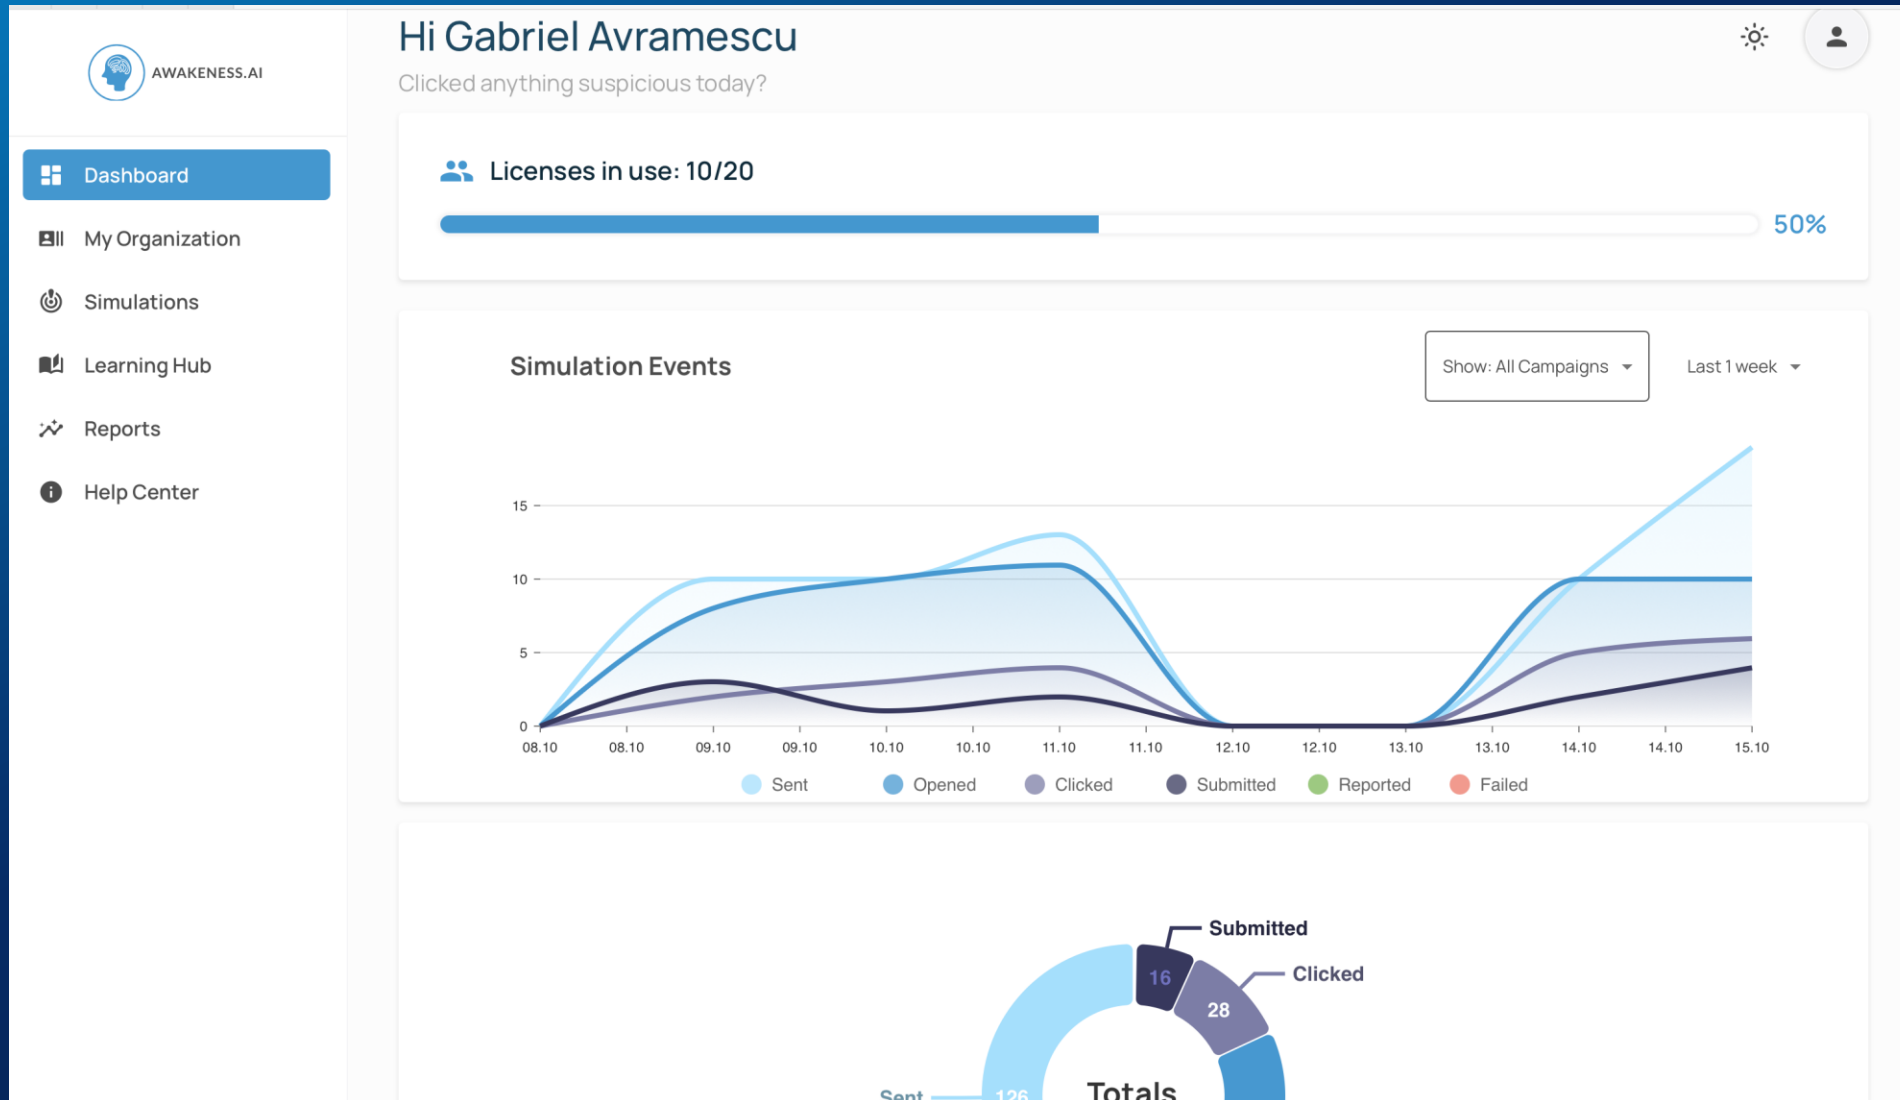 Hi Gabriel Avramescu
Clicked anything suspicious today?
AWAKENESS.AI
Dashboard
My Organization
Simulations
Learning Hub
Reports
Help Center
Licenses in use: 10/20
50%
Simulation Events
Show: All Campaigns
Last 1 week
15
10
5
0
08.10 08.10 09.10 09.10 10.10 10.10 11.10 11.10 12.10 12.10 13.10 13.10 14.10 14.10 15.10
Sent Opened Clicked Submitted Reported Failed
Submitted
Clicked
16
28
Sent
126
Totals